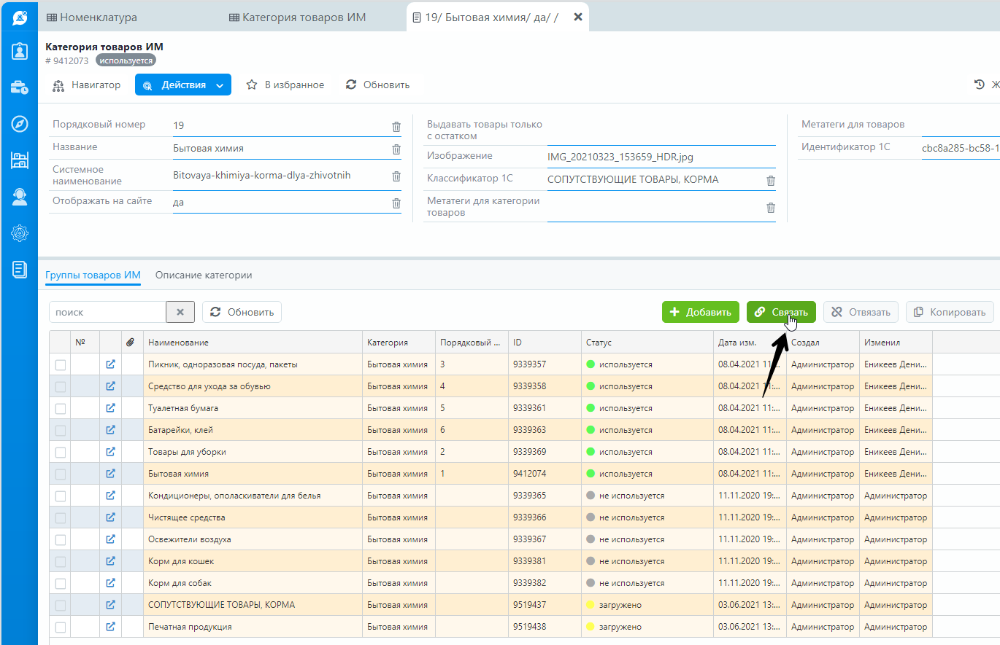 Номенклатура Категория товаров ИМ 19/ Бытовая химия/ да/ /
Категория товаров ИМ
# 9412073 используется
Навигатор Действия В избранное Обновить Ж
Порядковый номер 19
Название Бытовая химия
Системное наименование Bitovaya-khimiya-korma-dlya-zhivotnih
Отображать на сайте да
Выдавать товары только с остатком
Изображение IMG_20210323_153659_HDR.jpg
Классификатор 1С СОПУТСТВУЮЩИЕ ТОВАРЫ, КОРМА
Метатеги для категории товаров
Метатеги для товаров
Идентификатор 1С cbc8a285-bc58-1
Группы товаров ИМ Описание категории
поиск Обновить Добавить Связать Отвязать Копировать
№ Наименование Категория Порядковый ... ID Статус Дата изм. Создал Изменил
Пикник, одноразовая посуда, пакеты Бытовая химия 3 9339357 используется 08.04.2021 11:... Администратор Еникеев Дени...
Средство для ухода за обувью Бытовая химия 4 9339358 используется 08.04.2021 11:... Администратор Еникеев Дени...
Туалетная бумага Бытовая химия 5 9339361 используется 08.04.2021 11:... Администратор Еникеев Дени...
Батарейки, клей Бытовая химия 6 9339363 используется 08.04.2021 11:... Администратор Еникеев Дени...
Товары для уборки Бытовая химия 2 9339369 используется 08.04.2021 11:... Администратор Еникеев Дени...
Бытовая химия Бытовая химия 1 9412074 используется 08.04.2021 11:... Администратор Еникеев Дени...
Кондиционеры, ополаскиватели для белья Бытовая химия 9339365 не используется 11.11.2020 19:... Администратор Администратор
Чистящее средства Бытовая химия 9339366 не используется 11.11.2020 19:... Администратор Администратор
Освежители воздуха Бытовая химия 9339367 не используется 11.11.2020 19:... Администратор Администратор
Корм для кошек Бытовая химия 9339381 не используется 11.11.2020 19:... Администратор Администратор
Корм для собак Бытовая химия 9339382 не используется 11.11.2020 19:... Администратор Администратор
СОПУТСТВУЮЩИЕ ТОВАРЫ, КОРМА Бытовая химия 9519437 загружено 03.06.2021 13:... Администратор Администратор
Печатная продукция Бытовая химия 9519438 загружено 03.06.2021 13:... Администратор Администратор